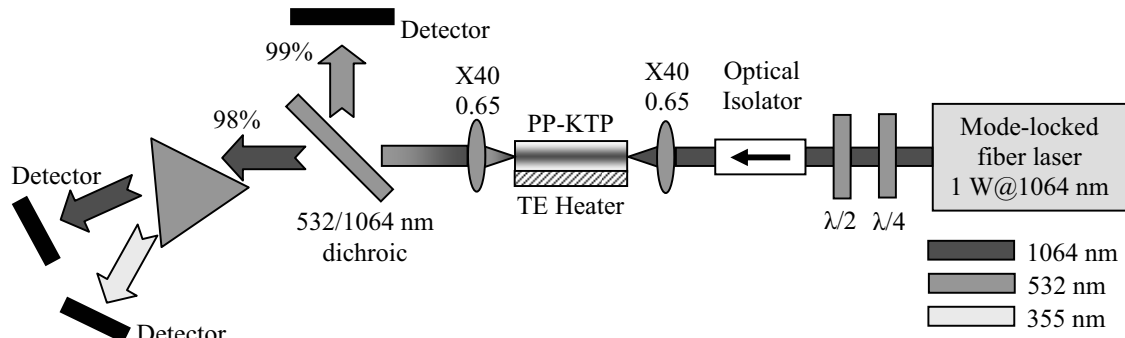 Detector
99%
X40
0.65
X40
0.65
Optical
Isolator
98%
PP-KTP
Mode-locked
fiber laser
1 W@1064 nm
Detector
TE Heater
532/1064 nm
dichroic
λ/2
λ/4
1064 nm
532 nm
355 nm
Detector